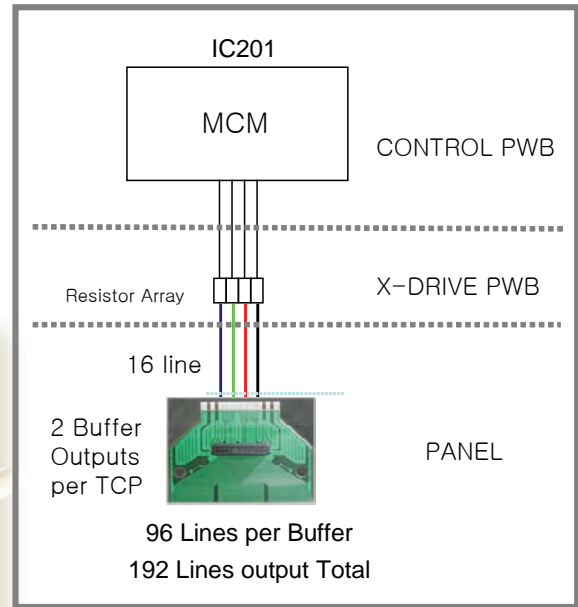 IC201
MCM
CONTROL PWB
X-DRIVE PWB
Resistor Array
16 line
2 Buffer
Outputs
per TCP
PANEL
96 Lines per Buffer
192 Lines output Total